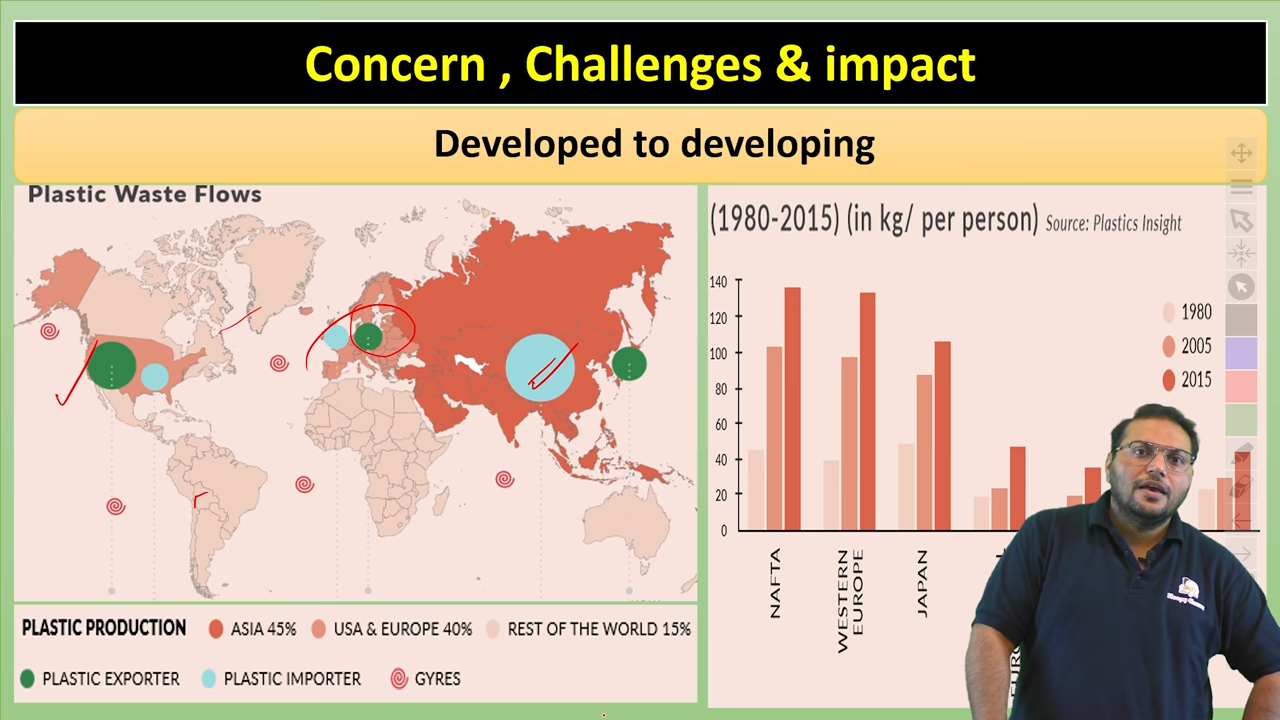 Concern , Challenges & impact
Developed to developing
Plastic Waste Flows
PLASTIC PRODUCTION
ASIA 45%
USA & EUROPE 40%
REST OF THE WORLD 15%
PLASTIC EXPORTER
PLASTIC IMPORTER
GYRES
(1980-2015) (in kg/ per person) Source: Plastics Insight
1980
2005
2015
140
120
100
80
60
40
20
0
NAFTA
WESTERN
EUROPE
JAPAN